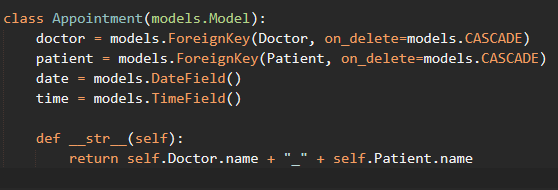 class Appointment(models.Model):
    doctor = models.ForeignKey(Doctor, on_delete=models.CASCADE)
    patient = models.ForeignKey(Patient, on_delete=models.CASCADE)
    date = models.DateField()
    time = models.TimeField()

    def __str__(self):
        return self.Doctor.name + "_" + self.Patient.name